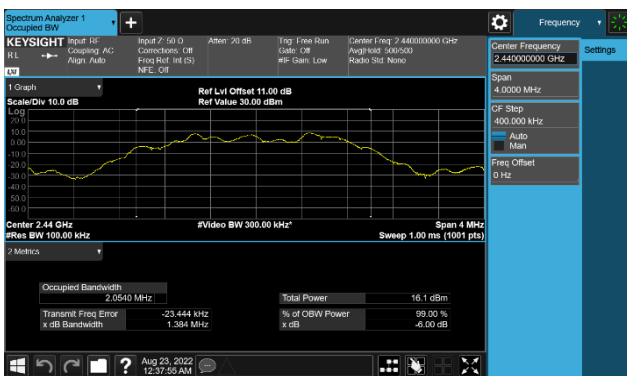 Spectrum Analyzer 1
Occupied BW
+
Frequency
KEYSIGHT Input: RF
Coupling: AC
Align: Auto
RL
LXI
Input Z: 50 Ω
Corrections: Off
Freq Ref: Int (S)
NFE: Off
Atten: 20 dB
Trig: Free Run
Gate: Off
#IF Gain: Low
Center Freq: 2.440000000 GHz
Avg|Hold: 500/500
Radio Std: None
Center Frequency
2.440000000 GHz
Settings
Span
4.0000 MHz
CF Step
400.000 kHz
Auto
Man
Freq Offset
0 Hz
1 Graph
Scale/Div 10.0 dB
Ref Lvl Offset 11.00 dB
Ref Value 30.00 dBm
Log
20.0
10.0
0.00
-10.0
-20.0
-30.0
-40.0
-50.0
-60.0
Center 2.44 GHz
#Res BW 100.00 kHz
#Video BW 300.00 kHz*
Span 4 MHz
Sweep 1.00 ms (1001 pts)
2 Metrics
Occupied Bandwidth
2.0540 MHz
Total Power 16.1 dBm
Transmit Freq Error -23.444 kHz
% of OBW Power 99.00 %
x dB Bandwidth 1.384 MHz
x dB -6.00 dB
?
Aug 23, 2022
12:37:55 AM